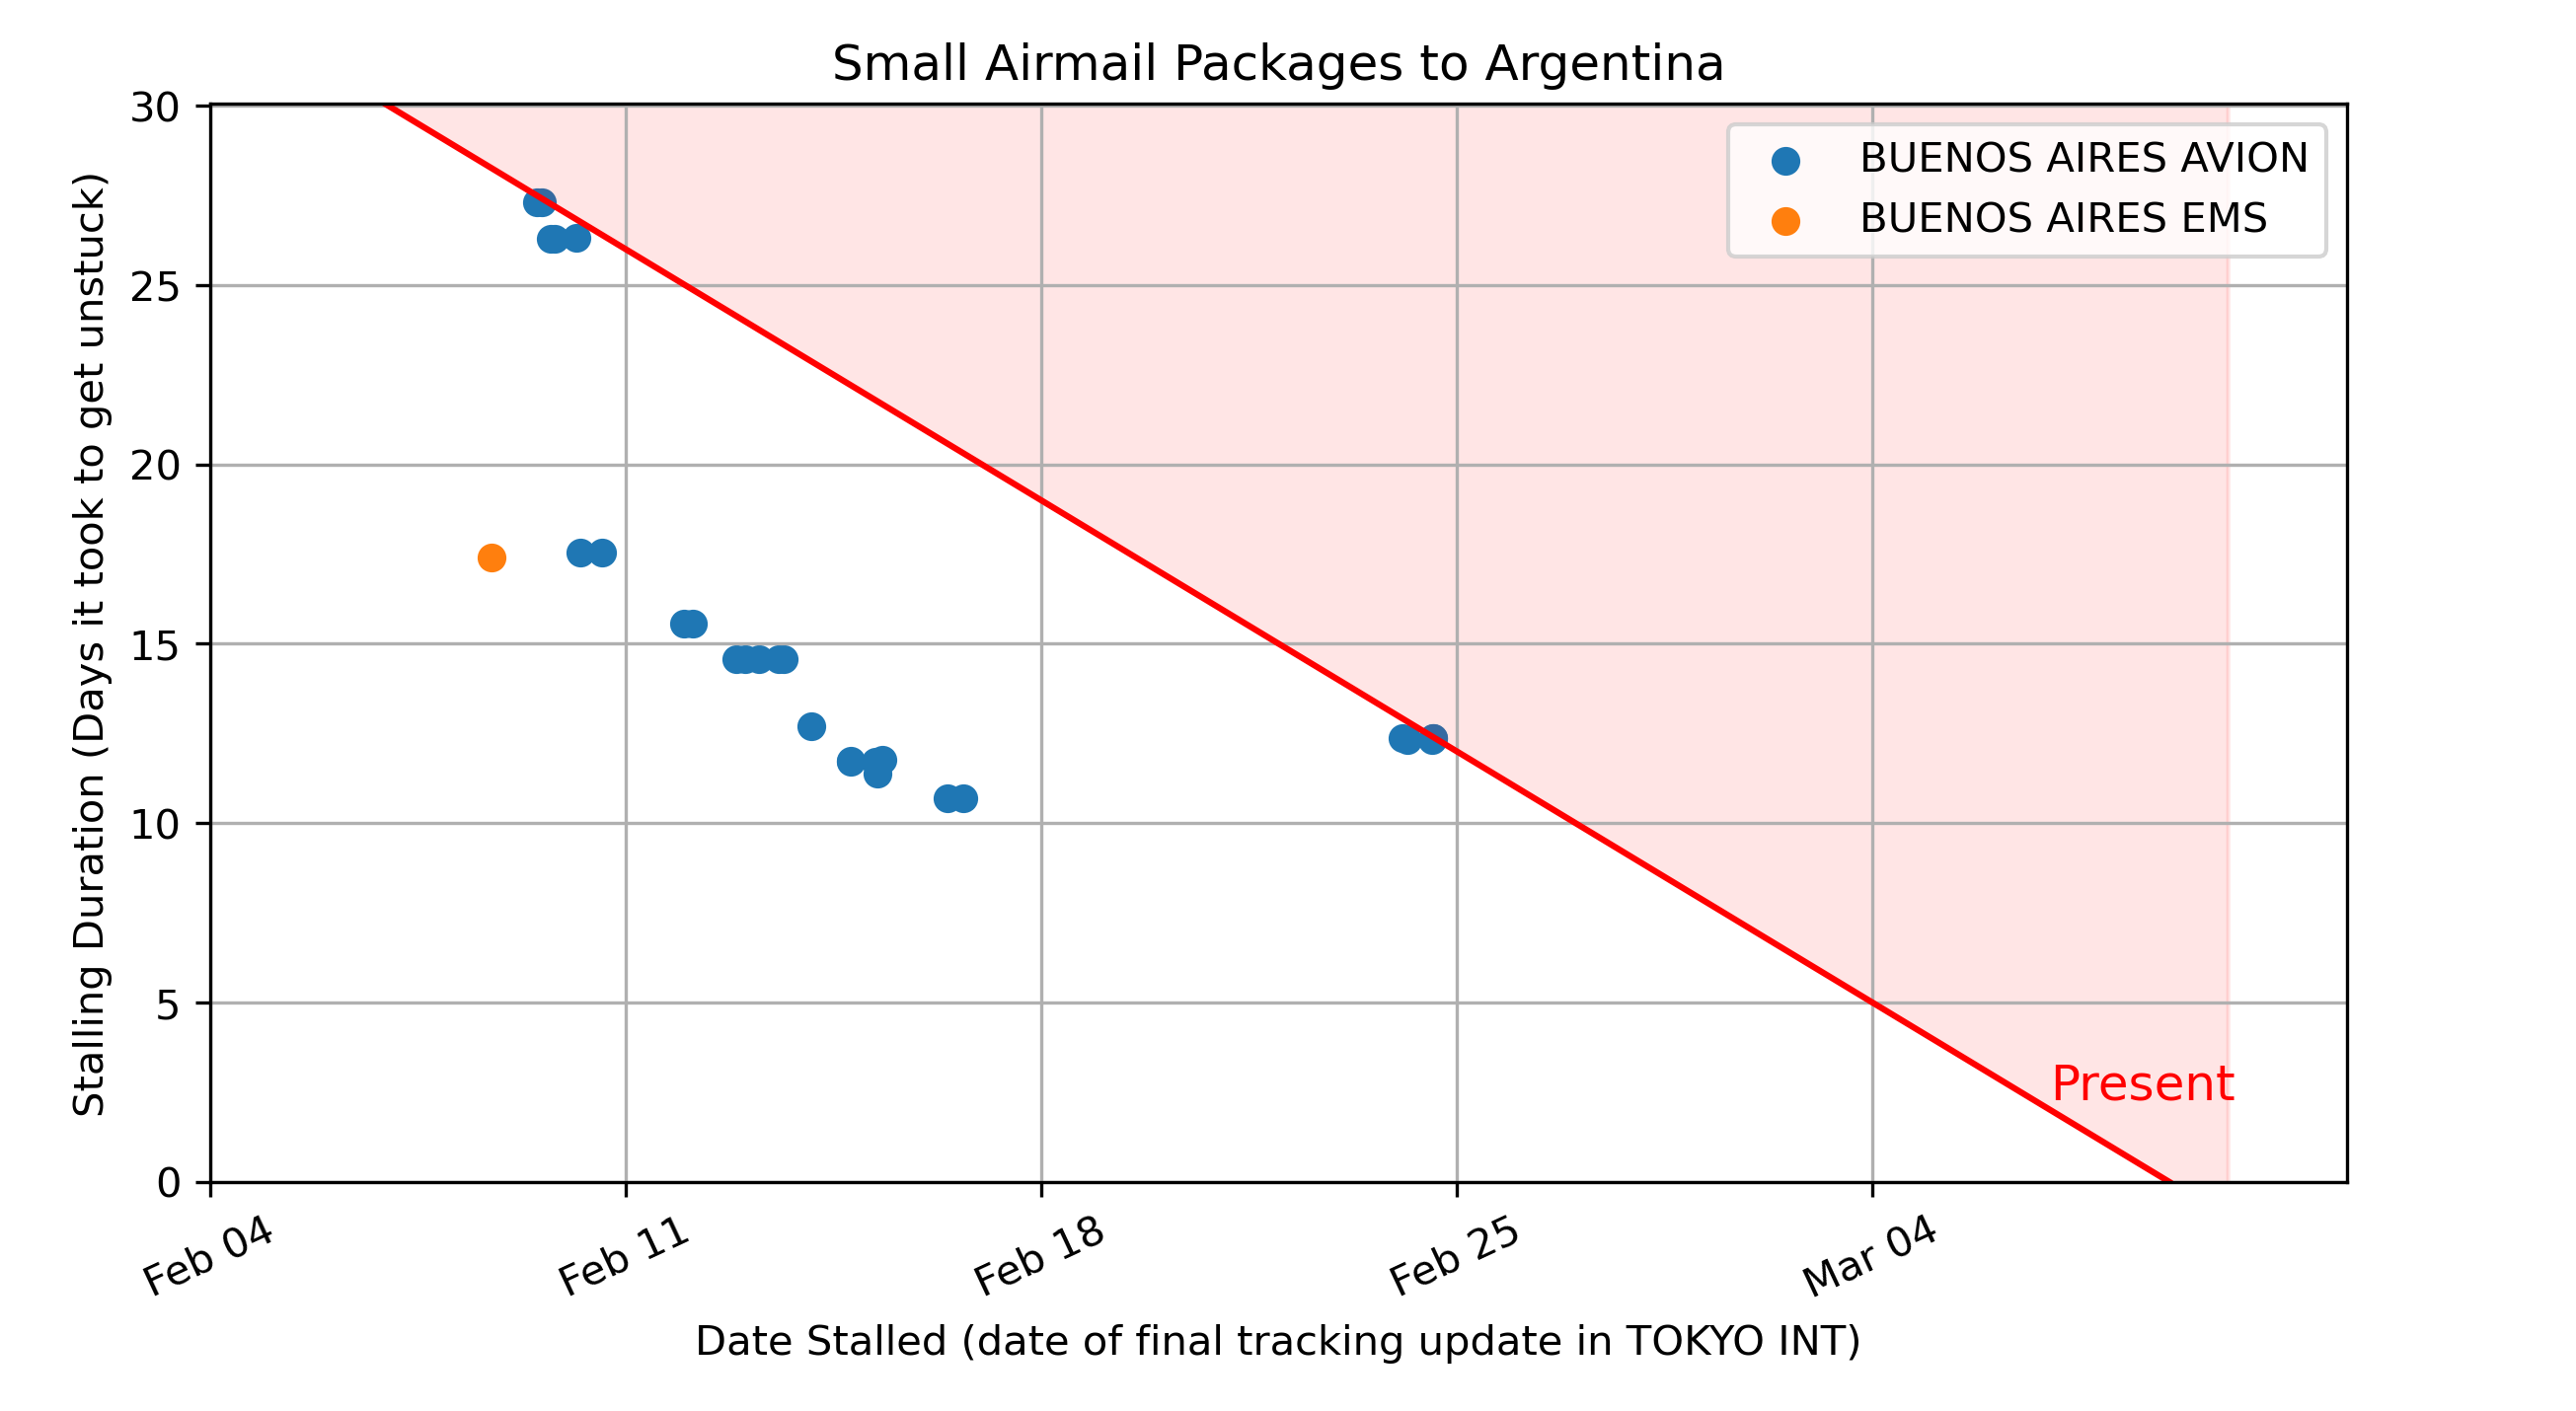 Small Airmail Packages to Argentina
Stalling Duration (Days it took to get unstuck)
30
25
20
15
10
5
0
BUENOS AIRES AVION
BUENOS AIRES EMS
Present
Feb 04
Feb 11
Feb 18
Feb 25
Mar 04
Date Stalled (date of final tracking update in TOKYO INT)